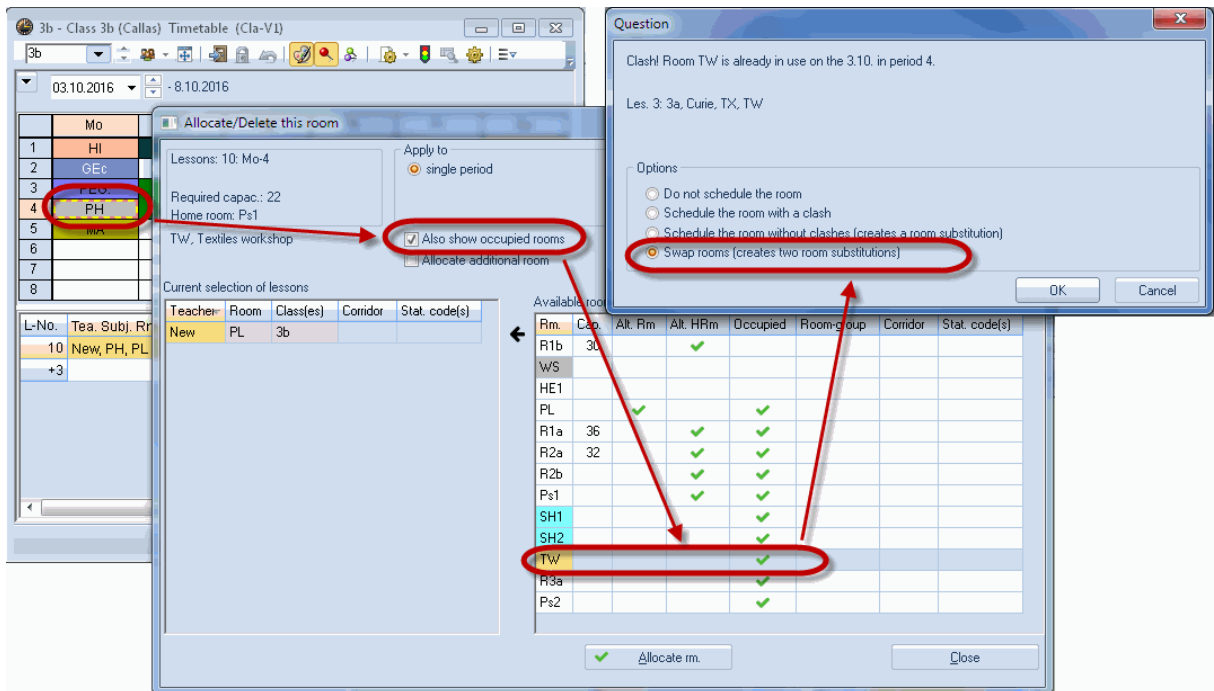 3b - Class 3b (Callas) Timetable (Cla-V1)
3b
03.10.2016 - 8.10.2016
Mo
1 HI
2 GEc
3
4 PH
5 MA
6
7
8
L-No. Tea. Subj. Rr
10 New, PH, PL
+3
Allocate/Delete this room
Lessons: 10: Mo-4
Required capac.: 22
Home room: Ps1
TW, Textiles workshop
Apply to
single period
Also show occupied rooms
Allocate additional room
Current selection of lessons
Teacher Room Class(es) Corridor Stat. code(s)
New PL 3b
Available roo
Rm. Cap. Alt. Rm Alt. HRm Occupied Room-group Corridor Stat. code(s)
R1b 30
WS
HE1
PL
R1a 36
R2a 32
R2b
Ps1
SH1
SH2
TW
R3a
Ps2
Allocate rm.
Close
Question
Clash! Room TW is already in use on the 3.10. in period 4.
Les. 3: 3a, Curie, TX, TW
Options
Do not schedule the room
Schedule the room with a clash
Schedule the room without clashes (creates a room substitution)
Swap rooms (creates two room substitutions)
OK
Cancel